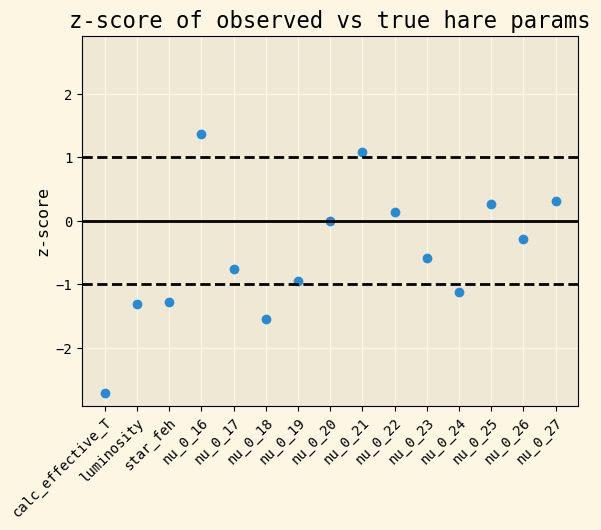 z-score of observed vs true hare params
z-score
2
1
0
−1
−2
calc_effective_T
luminosity
star_feh
nu_0_16
nu_0_17
nu_0_18
nu_0_19
nu_0_20
nu_0_21
nu_0_22
nu_0_23
nu_0_24
nu_0_25
nu_0_26
nu_0_27